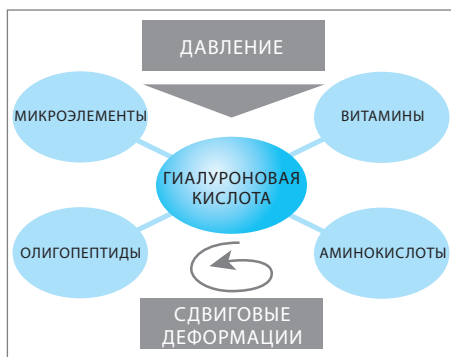 ДАВЛЕНИЕ
МИКРОЭЛЕМЕНТЫ
ВИТАМИНЫ
ГИАЛУРОНОВАЯ
КИСЛОТА
ОЛИГОПЕПТИДЫ
АМИНОКИСЛОТЫ
СДВИГОВЫЕ
ДЕФОРМАЦИИ